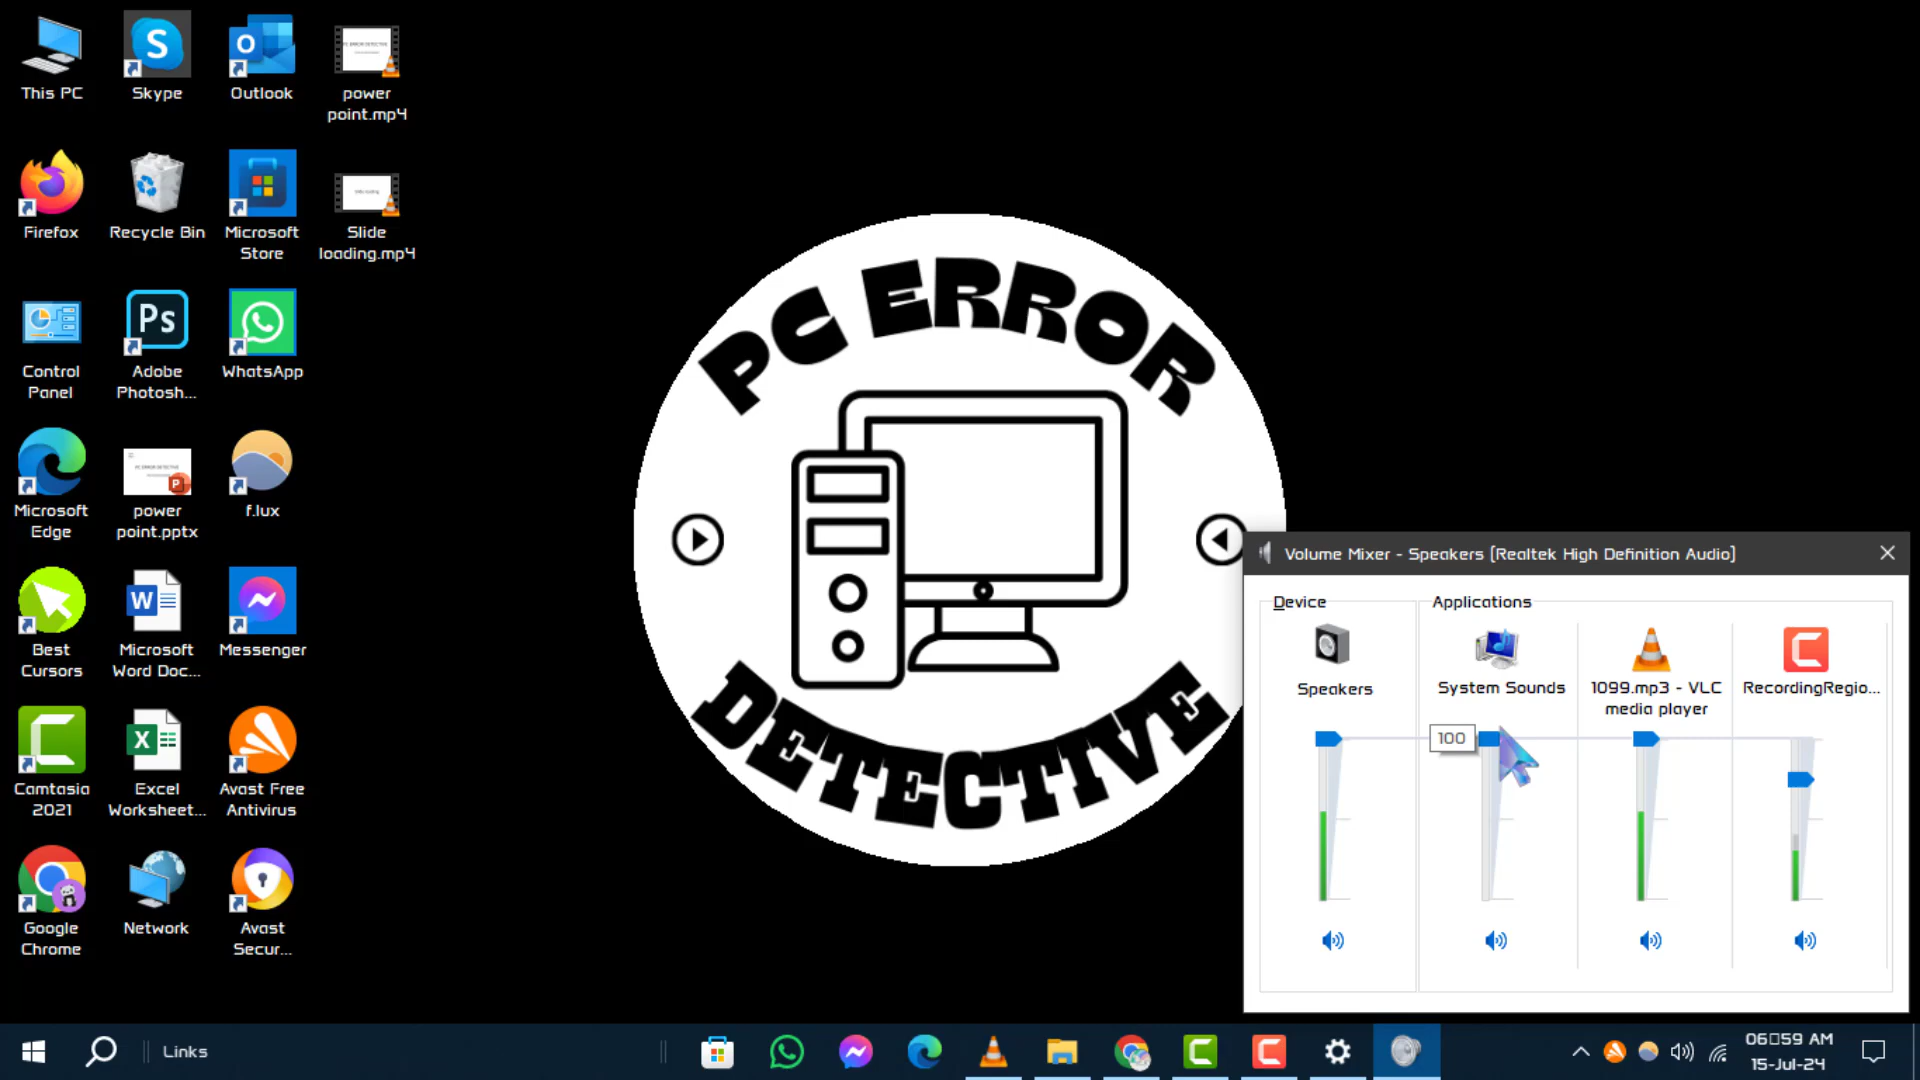 This PC
Skype
Outlook
power
point.mp4
Firefox
Recycle Bin
Microsoft
Store
Slide
loading.mp4
Control
Panel
Adobe
Photosh...
WhatsApp
Microsoft
Edge
power
point.pptx
f.lux
Best
Cursors
Microsoft
Word Doc...
Messenger
Camtasia
2021
Excel
Worksheet...
Avast Free
Antivirus
Google
Chrome
Network
Avast
Secur...
PC ERROR
DETECTIVE
Volume Mixer - Speakers [Realtek High Definition Audio]
Device
Applications
Speakers
System Sounds
1099.mp3 - VLC
media player
RecordingRegio...
100
Links
06□59 AM
15-Jul-24